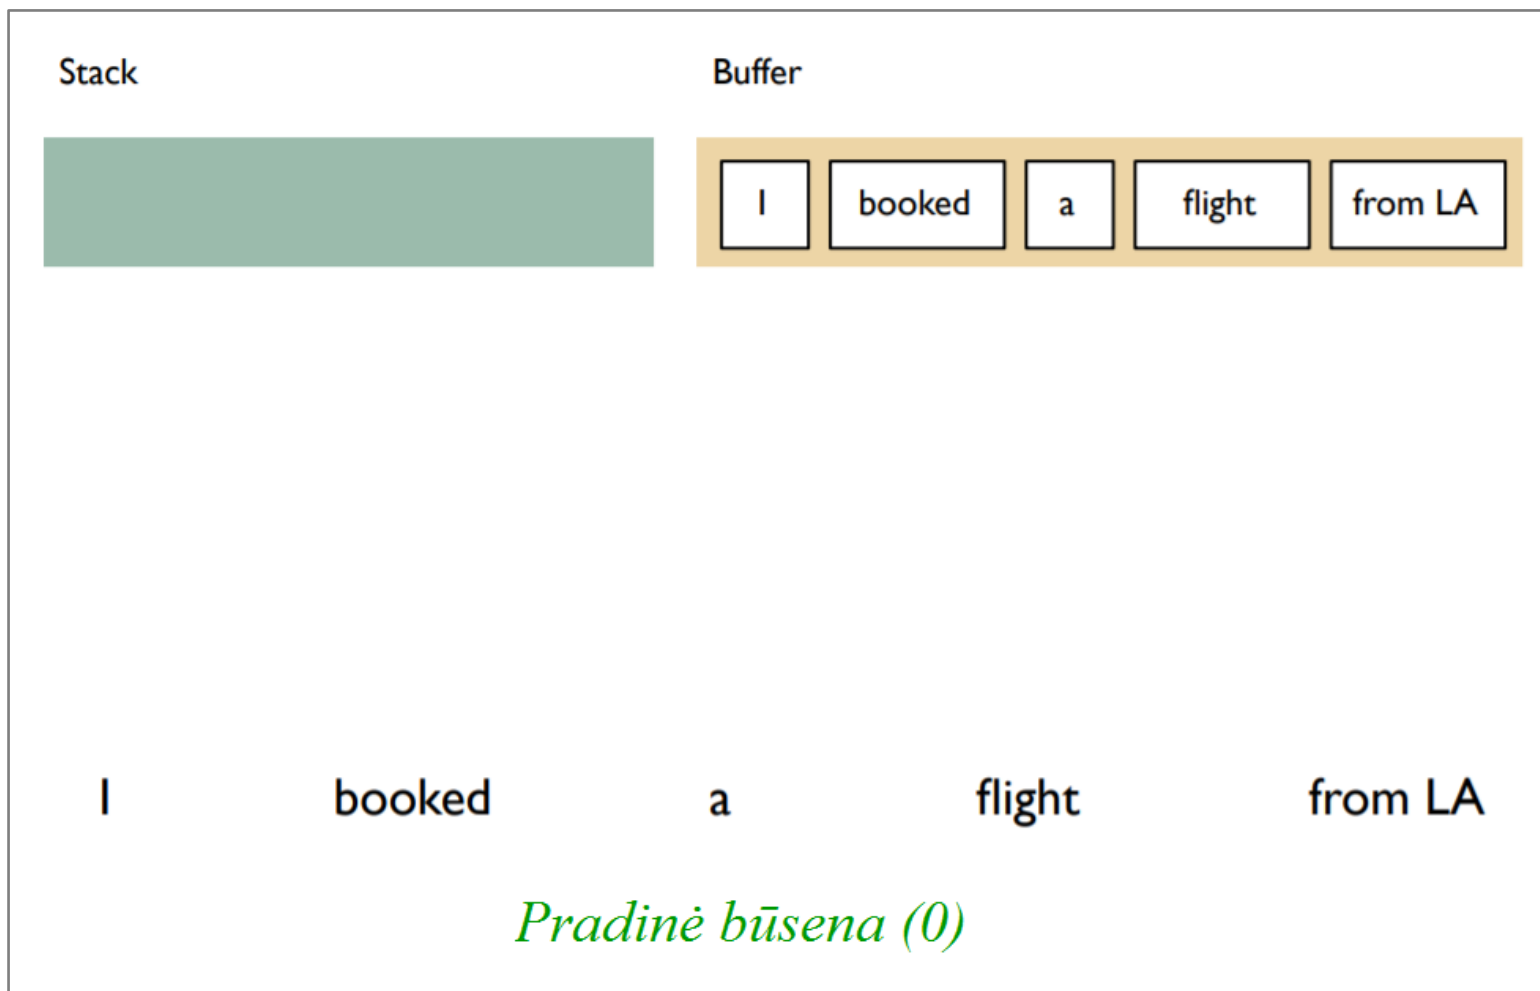 Stack Buffer
I booked a flight from LA
I booked a flight from LA
Pradinė būsena (0)